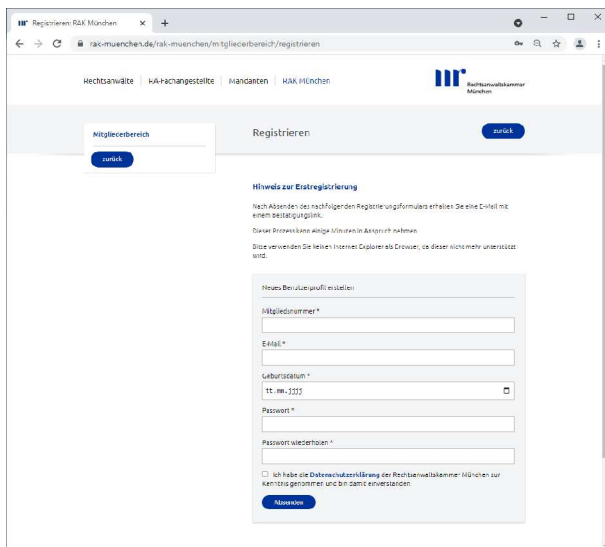 Registrieren: RAK München
rak-muenchen.de/rak-muenchen/mitgliederbereich/registrieren
Rechtsanwälte | RA-Fachangestellte | Mandanten | RAK München
Rechtsanwaltskammer
München
Mitgliederbereich
zurück
Registrieren
zurück
Hinweis zur Erstregistrierung
Nach Absenden des nachfolgenden Registrierungsformulars erhalten Sie eine E-Mail mit
einem Bestätigungslink.
Dieser Prozess kann einige Minuten in Anspruch nehmen.
Bitte verwenden Sie keinen Internet Explorer als Browser, da dieser nicht mehr unterstützt
wird.
Neues Benutzerprofil erstellen
Mitgliedsnummer *
E-Mail *
Geburtsdatum *
tt.mm.jjjj
Passwort *
Passwort wiederholen *
Ich habe die Datenschutzerklärung der Rechtsanwaltskammer München zur
Kenntnis genommen und bin damit einverstanden
Absenden